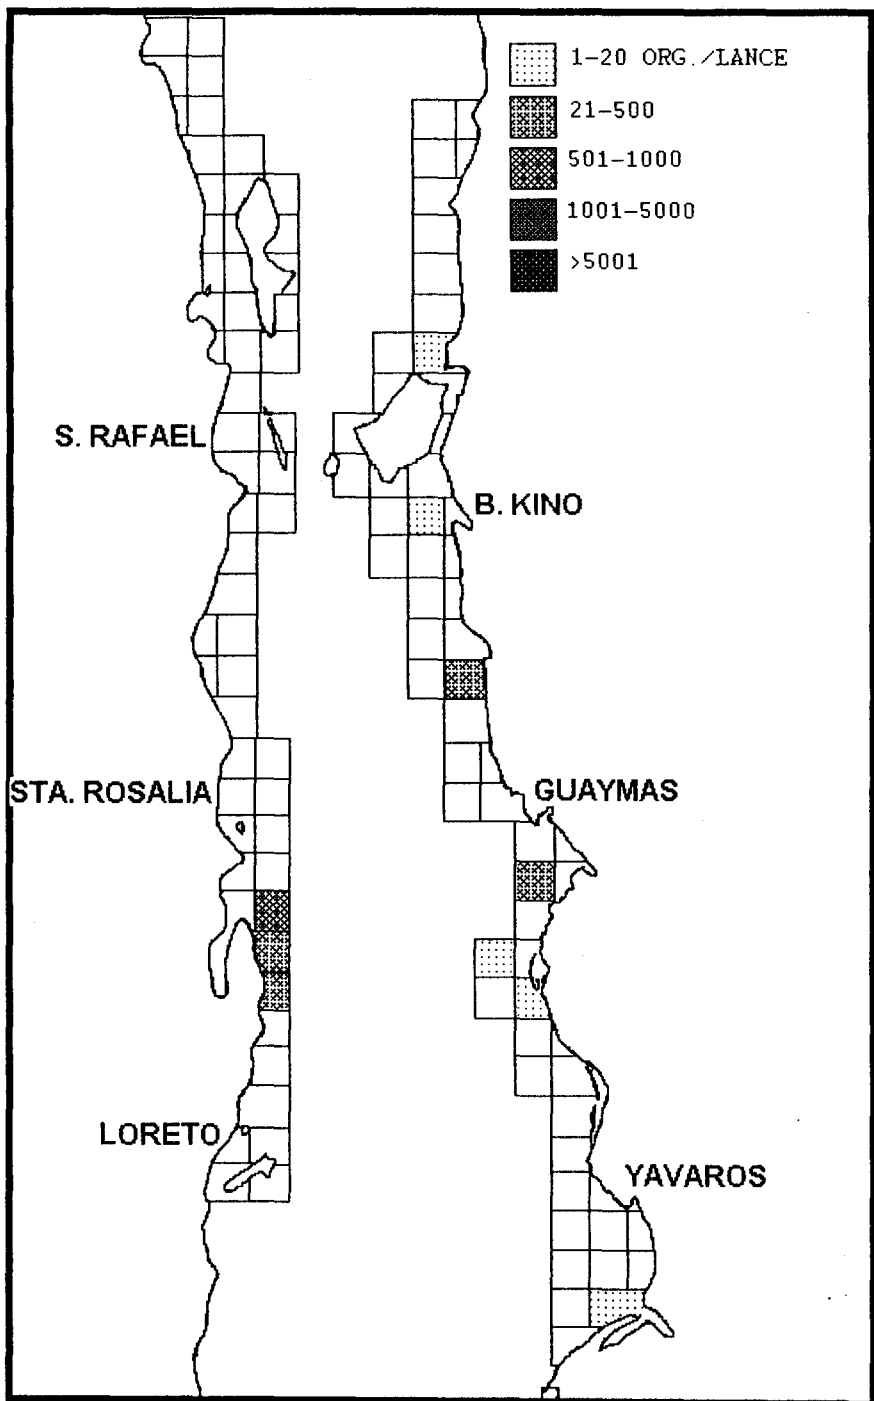 1-20 ORG./LANCE
21-500
501-1000
1001-5000
>5001
S. RAFAEL
B. KINO
STA. ROSALIA
GUAYMAS
LORETO
YAVAROS